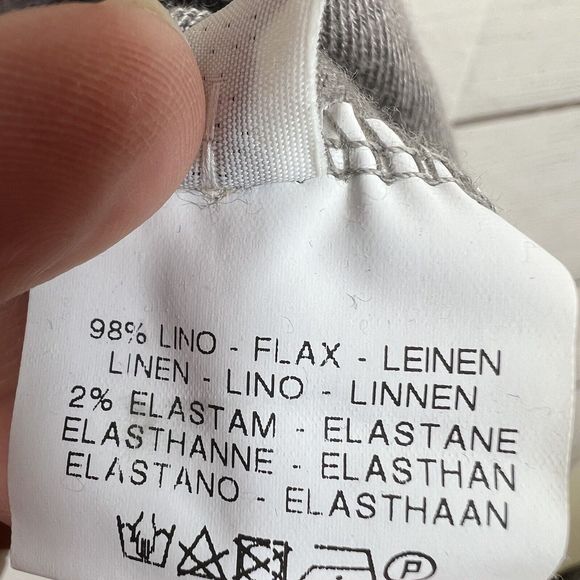 98% LINO - FLAX - LEINEN
LINEN - LINO - LINNEN
2% ELASTAM - ELASTANE
ELASTHANNE - ELASTHAN
ELASTANO - ELASTHAAN
P